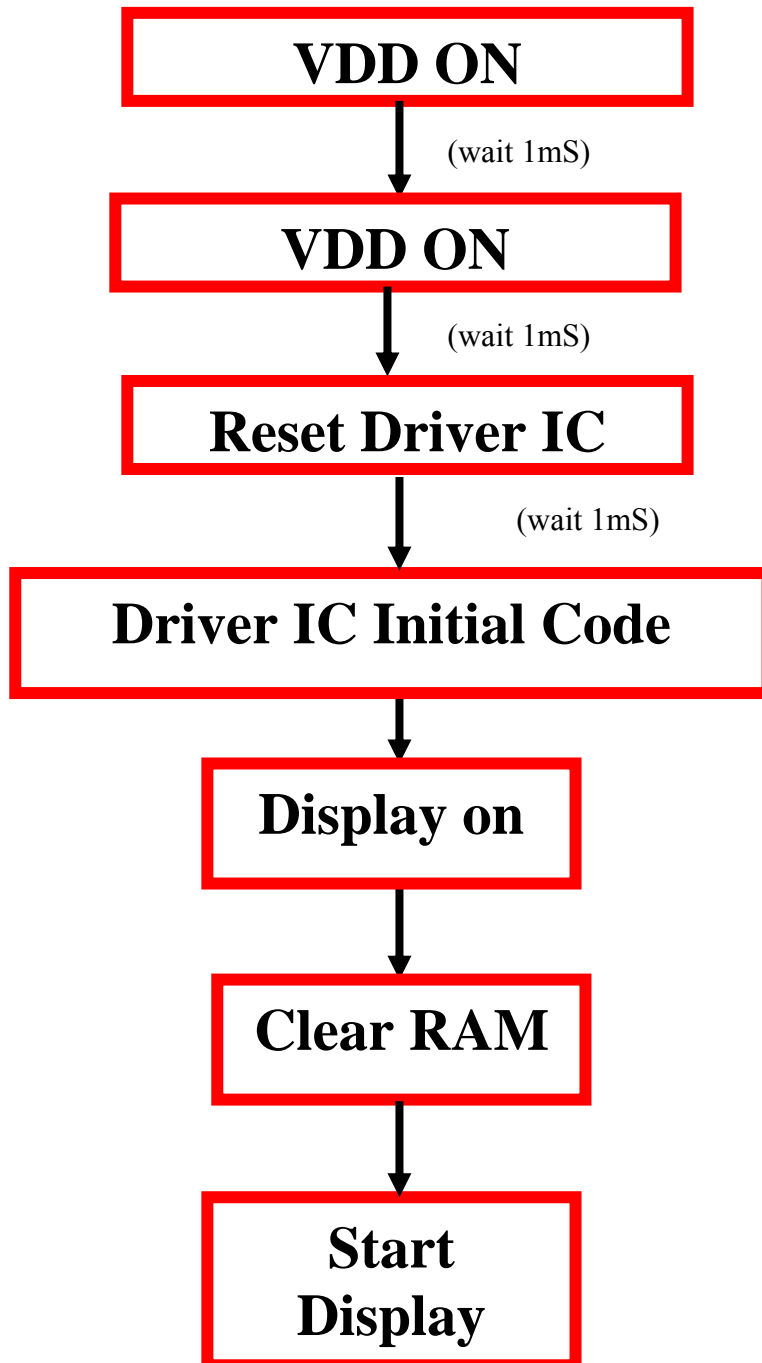 VDD ON
(wait 1mS)
VDD ON
(wait 1mS)
Reset Driver IC
(wait 1mS)
Driver IC Initial Code
Display on
Clear RAM
Start
Display